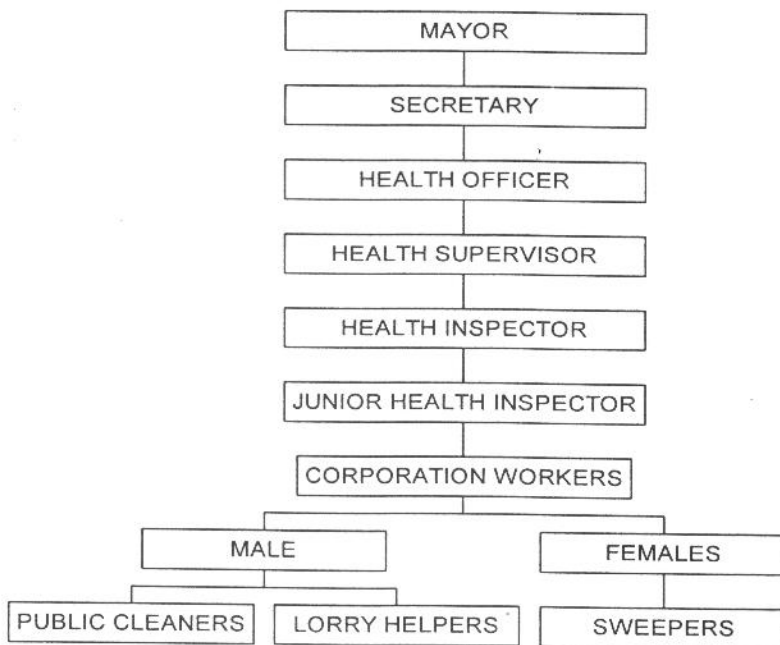 MAYOR
SECRETARY
HEALTH OFFICER
HEALTH SUPERVISOR
HEALTH INSPECTOR
JUNIOR HEALTH INSPECTOR
CORPORATION WORKERS
MALE
FEMALES
PUBLIC CLEANERS
LORRY HELPERS
SWEEPERS